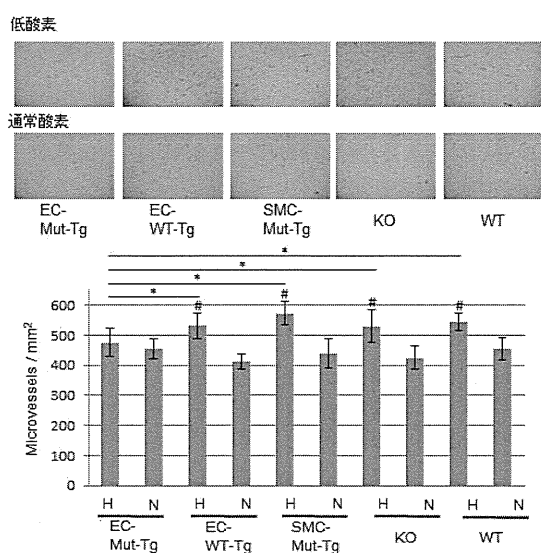 低酸素
通常酸素
EC-
Mut-Tg
EC-
WT-Tg
SMC-
Mut-Tg
KO
WT
*
*
*
*
#
#
#
#
Microvessels / mm²
600
500
400
300
200
100
0
H N H N H N H N H N
EC-
Mut-Tg
EC-
WT-Tg
SMC-
Mut-Tg
KO
WT